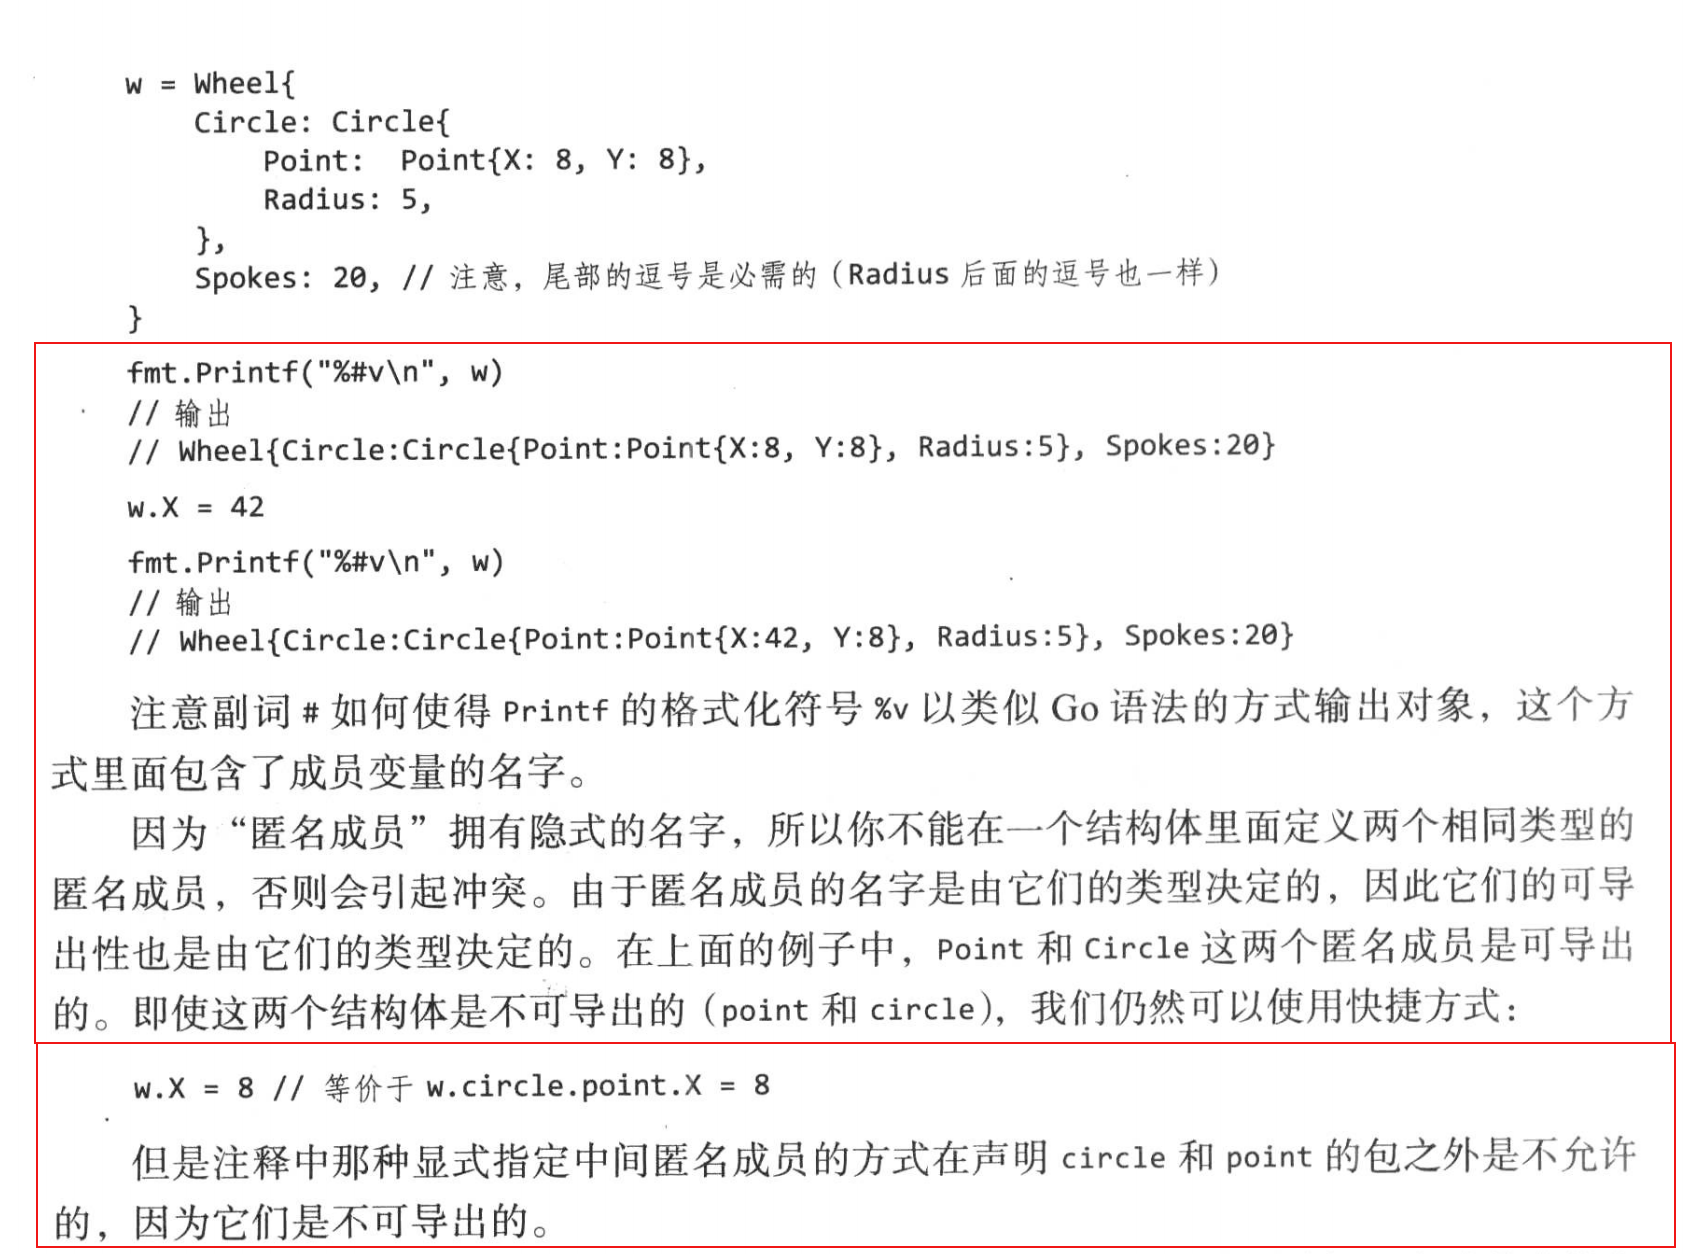 w = Wheel{
    Circle: Circle{
        Point:  Point{X: 8, Y: 8},
        Radius: 5,
    },
    Spokes: 20, // 注意，尾部的逗号是必需的（Radius 后面的逗号也一样）
}
fmt.Printf("%#v\n", w)
// 输出
// Wheel{Circle:Circle{Point:Point{X:8, Y:8}, Radius:5}, Spokes:20}
w.X = 42
fmt.Printf("%#v\n", w)
// 输出
// Wheel{Circle:Circle{Point:Point{X:42, Y:8}, Radius:5}, Spokes:20}
注意副词 # 如何使得 Printf 的格式化符号 %v 以类似 Go 语法的方式输出对象，这个方
式里面包含了成员变量的名字。
因为“匿名成员”拥有隐式的名字，所以你不能在一个结构体里面定义两个相同类型的
匿名成员，否则会引起冲突。由于匿名成员的名字是由它们的类型决定的，因此它们的可导
出性也是由它们的类型决定的。在上面的例子中，Point 和 Circle 这两个匿名成员是可导出
的。即使这两个结构体是不可导出的（point 和 circle），我们仍然可以使用快捷方式：
w.X = 8 // 等价于 w.circle.point.X = 8
但是注释中那种显式指定中间匿名成员的方式在声明 circle 和 point 的包之外是不允许
的，因为它们是不可导出的。